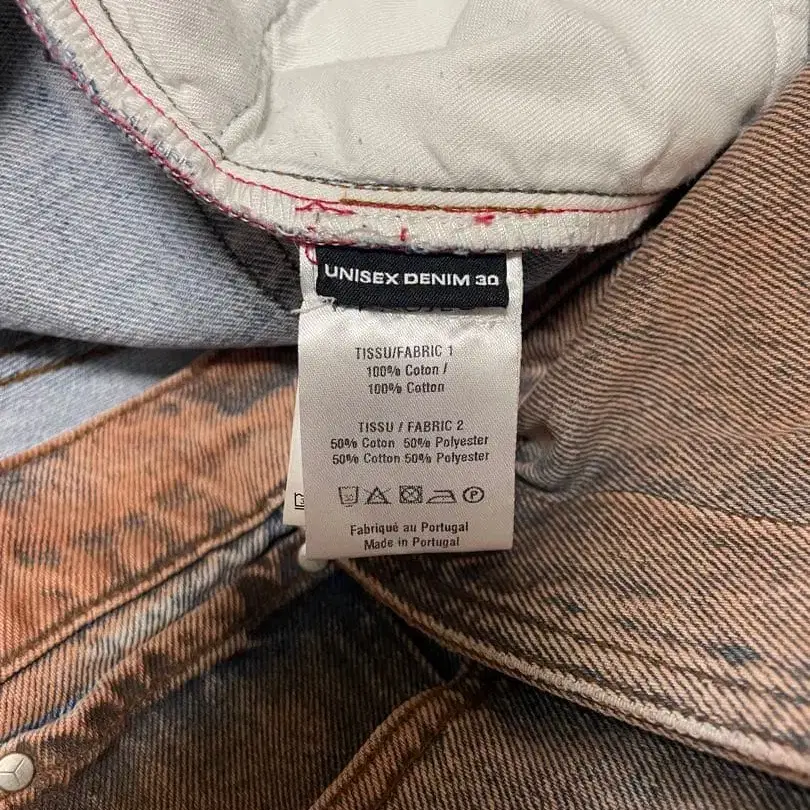 UNISEX DENIM 30
TISSU/FABRIC 1
100% Coton /
100% Cotton
TISSU / FABRIC 2
50% Coton 50% Polyester
50% Cotton 50% Polyester
30
P
Fabriqué au Portugal
Made in Portugal